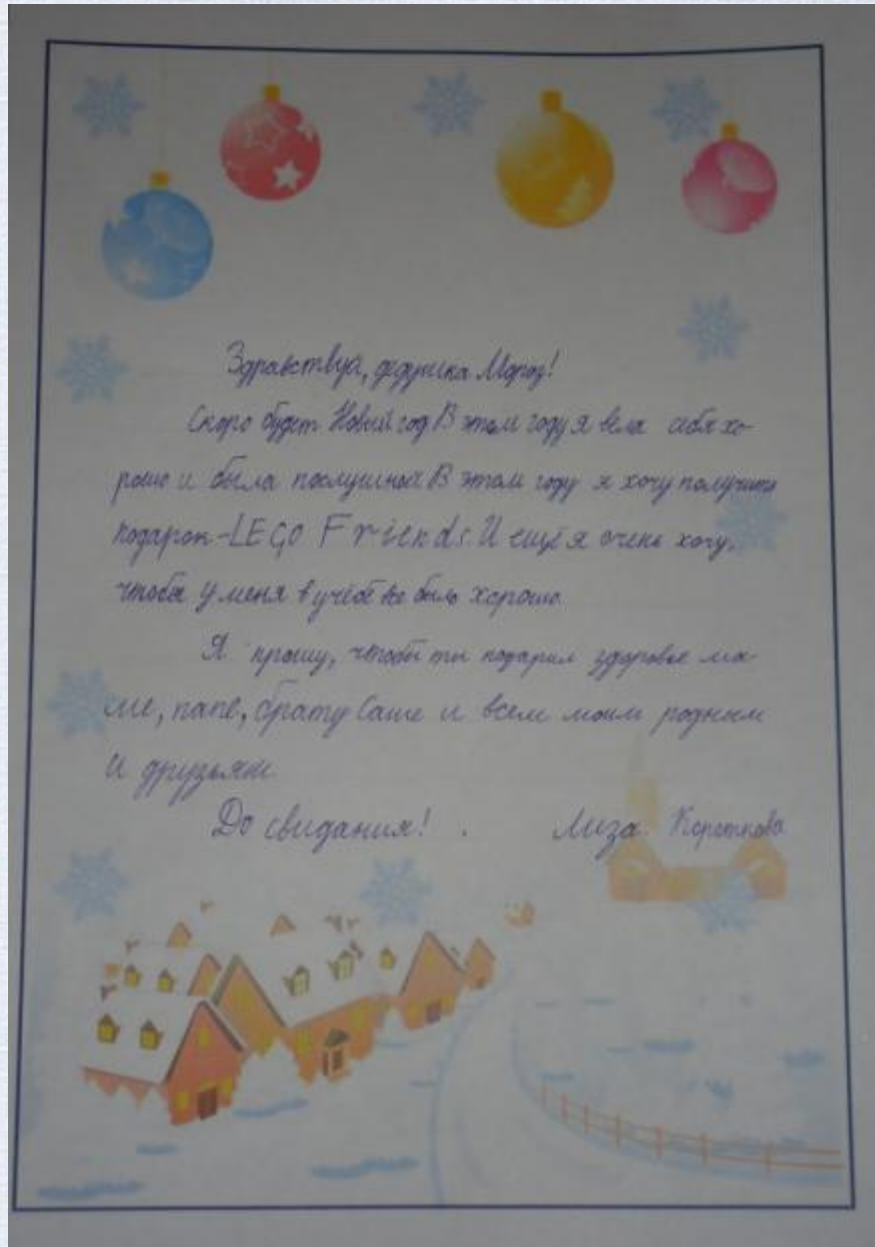 Здравствуй, дедушка Мороз!
Скоро будет Новый год В этом году я вела себя хо-
рошо и была послушной В этом году я хочу получить
подарок-LEGO Friends. И ещё я очень хочу,
чтобы у меня в учёбе всё было хорошо.
Я прошу, чтобы ты подарил здоровье ма-
ме, папе, брату Саше и всем моим родным
и друзьям.
До свидания! . Лиза Короткова